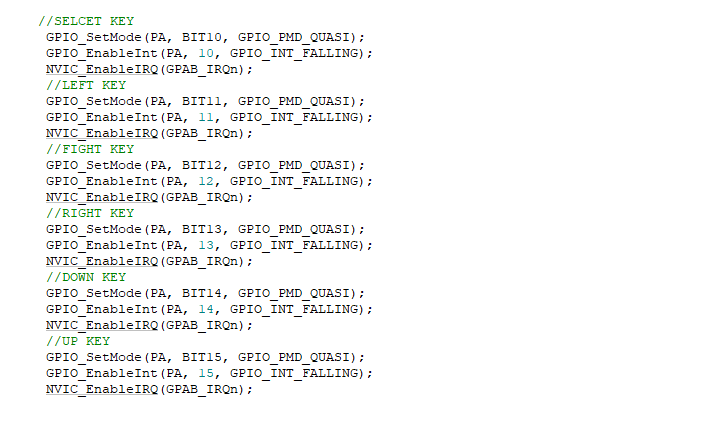 //SELCET KEY
GPIO_SetMode(PA, BIT10, GPIO_PMD_QUASI);
GPIO_EnableInt(PA, 10, GPIO_INT_FALLING);
NVIC_EnableIRQ(GPAB_IRQn);
//LEFT KEY
GPIO_SetMode(PA, BIT11, GPIO_PMD_QUASI);
GPIO_EnableInt(PA, 11, GPIO_INT_FALLING);
NVIC_EnableIRQ(GPAB_IRQn);
//FIGHT KEY
GPIO_SetMode(PA, BIT12, GPIO_PMD_QUASI);
GPIO_EnableInt(PA, 12, GPIO_INT_FALLING);
NVIC_EnableIRQ(GPAB_IRQn);
//RIGHT KEY
GPIO_SetMode(PA, BIT13, GPIO_PMD_QUASI);
GPIO_EnableInt(PA, 13, GPIO_INT_FALLING);
NVIC_EnableIRQ(GPAB_IRQn);
//DOWN KEY
GPIO_SetMode(PA, BIT14, GPIO_PMD_QUASI);
GPIO_EnableInt(PA, 14, GPIO_INT_FALLING);
NVIC_EnableIRQ(GPAB_IRQn);
//UP KEY
GPIO_SetMode(PA, BIT15, GPIO_PMD_QUASI);
GPIO_EnableInt(PA, 15, GPIO_INT_FALLING);
NVIC_EnableIRQ(GPAB_IRQn);